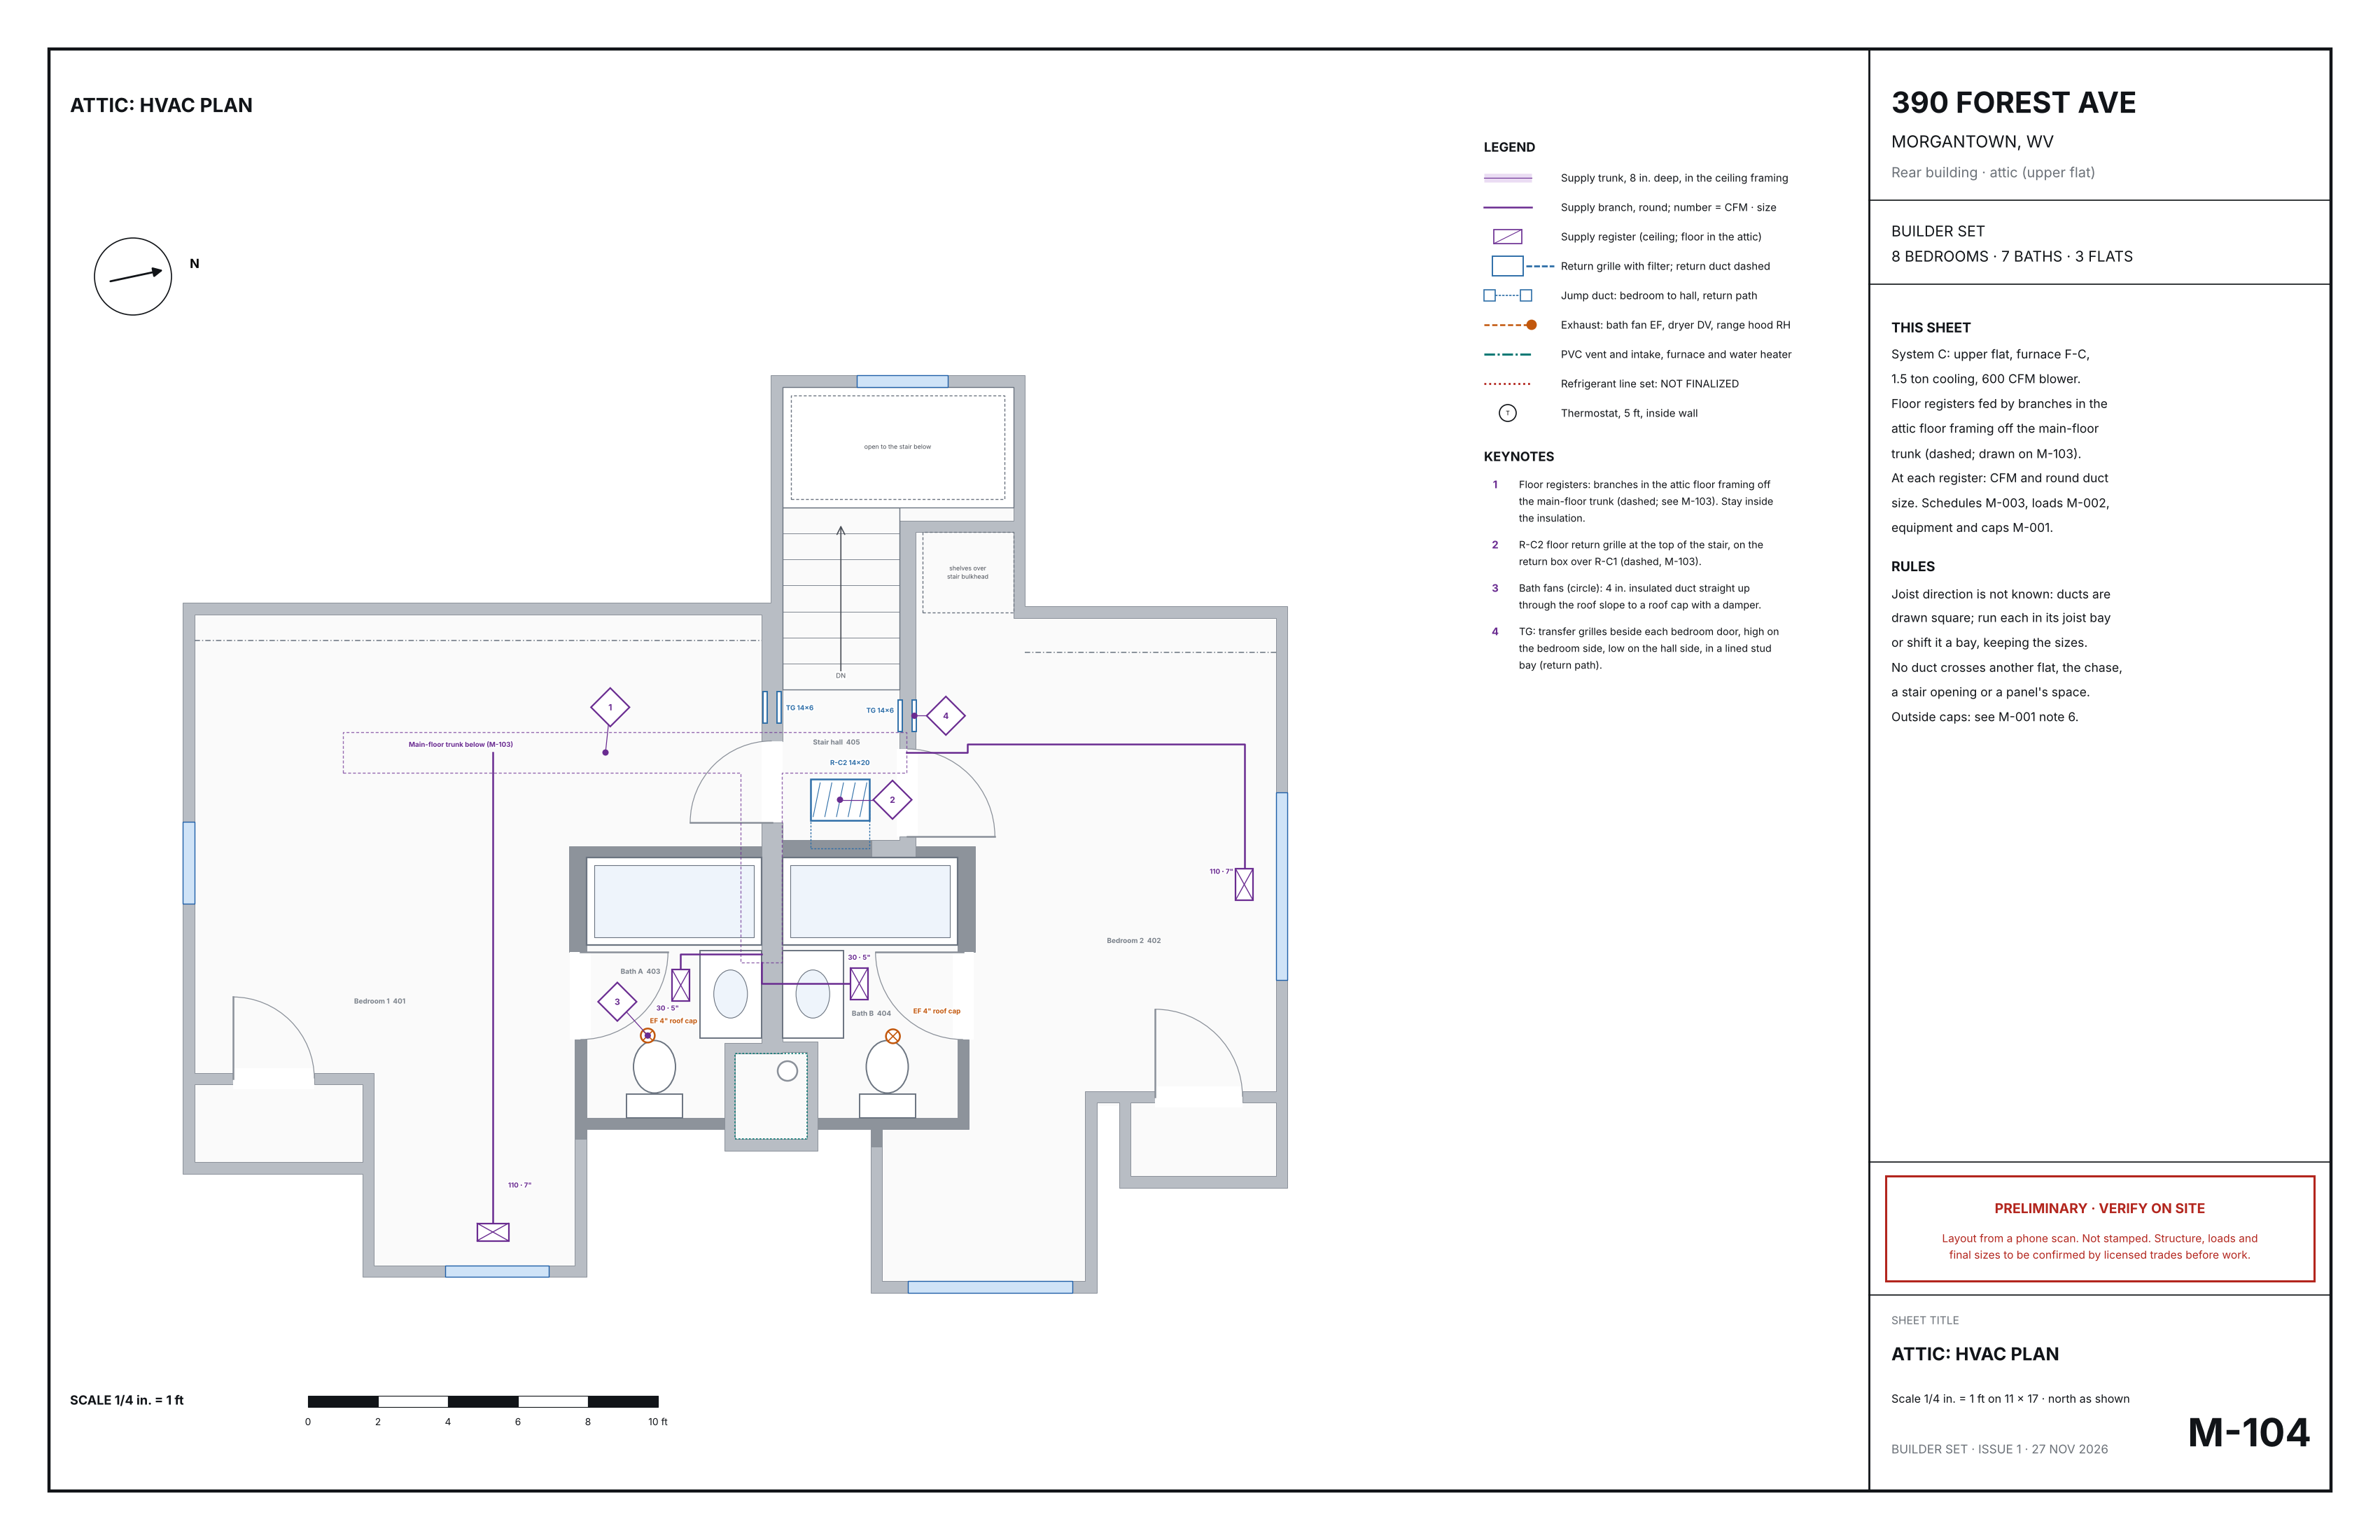 ATTIC: HVAC PLAN
N
open to the stair below
shelves over
stair bulkhead
DN
TG 14×6
TG 14×6
1
4
Main-floor trunk below (M-103)
Stair hall 405
R-C2 14×20
2
110 · 7"
Bedroom 2 402
30 · 5"
Bath A 403
Bedroom 1 401
3
30 · 5"
EF 4" roof cap
Bath B 404
EF 4" roof cap
110 · 7"
SCALE 1/4 in. = 1 ft
0
2
4
6
8
10 ft
LEGEND
Supply trunk, 8 in. deep, in the ceiling framing
Supply branch, round; number = CFM · size
Supply register (ceiling; floor in the attic)
Return grille with filter; return duct dashed
Jump duct: bedroom to hall, return path
Exhaust: bath fan EF, dryer DV, range hood RH
PVC vent and intake, furnace and water heater
Refrigerant line set: NOT FINALIZED
T
Thermostat, 5 ft, inside wall
KEYNOTES
1 Floor registers: branches in the attic floor framing off
the main-floor trunk (dashed; see M-103). Stay inside
the insulation.
2 R-C2 floor return grille at the top of the stair, on the
return box over R-C1 (dashed, M-103).
3 Bath fans (circle): 4 in. insulated duct straight up
through the roof slope to a roof cap with a damper.
4 TG: transfer grilles beside each bedroom door, high on
the bedroom side, low on the hall side, in a lined stud
bay (return path).
390 FOREST AVE
MORGANTOWN, WV
Rear building · attic (upper flat)
BUILDER SET
8 BEDROOMS · 7 BATHS · 3 FLATS
THIS SHEET
System C: upper flat, furnace F-C,
1.5 ton cooling, 600 CFM blower.
Floor registers fed by branches in the
attic floor framing off the main-floor
trunk (dashed; drawn on M-103).
At each register: CFM and round duct
size. Schedules M-003, loads M-002,
equipment and caps M-001.
RULES
Joist direction is not known: ducts are
drawn square; run each in its joist bay
or shift it a bay, keeping the sizes.
No duct crosses another flat, the chase,
a stair opening or a panel's space.
Outside caps: see M-001 note 6.
PRELIMINARY · VERIFY ON SITE
Layout from a phone scan. Not stamped. Structure, loads and
final sizes to be confirmed by licensed trades before work.
SHEET TITLE
ATTIC: HVAC PLAN
Scale 1/4 in. = 1 ft on 11 × 17 · north as shown
BUILDER SET · ISSUE 1 · 27 NOV 2026
M-104